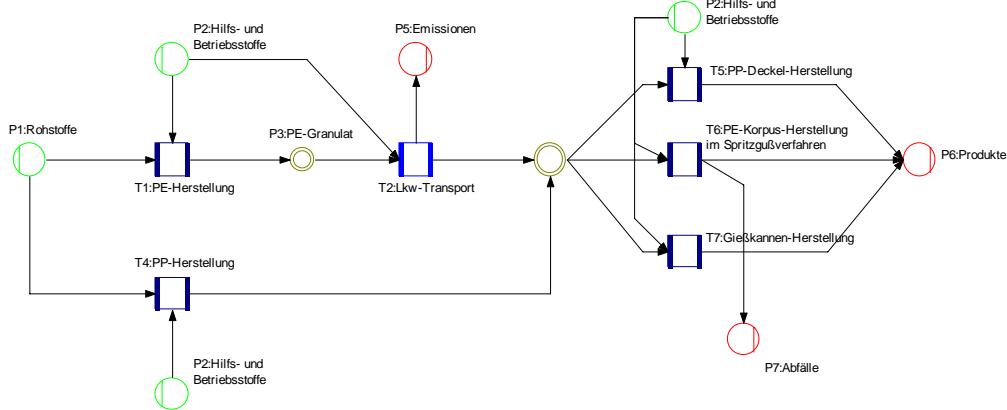 P2:Hilfs- und
Betriebsstoffe
P5:Emissionen
P2:Hilfs- und
Betriebsstoffe
T5:PP-Deckel-Herstellung
P1:Rohstoffe
P3:PE-Granulat
T6:PE-Korpus-Herstellung
im Spritzgußverfahren
P6:Produkte
T1:PE-Herstellung
T2:Lkw-Transport
T7:Gießkannen-Herstellung
T4:PP-Herstellung
P7:Abfälle
P2:Hilfs- und
Betriebsstoffe